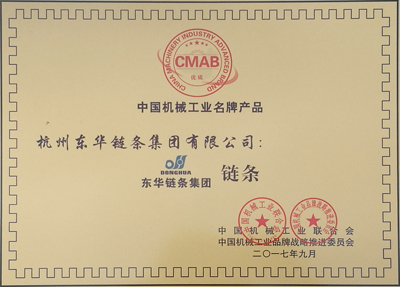 CHINA MACHINERY INDUSTRY ADVANCED BRAND
CMAB
优质
中国机械工业名牌产品
杭州东华链条集团有限公司：
DONGHUA
东华链条集团 链条
中国机械工业联合会
中国机械工业品牌战略推进委员会
二〇一七年九月